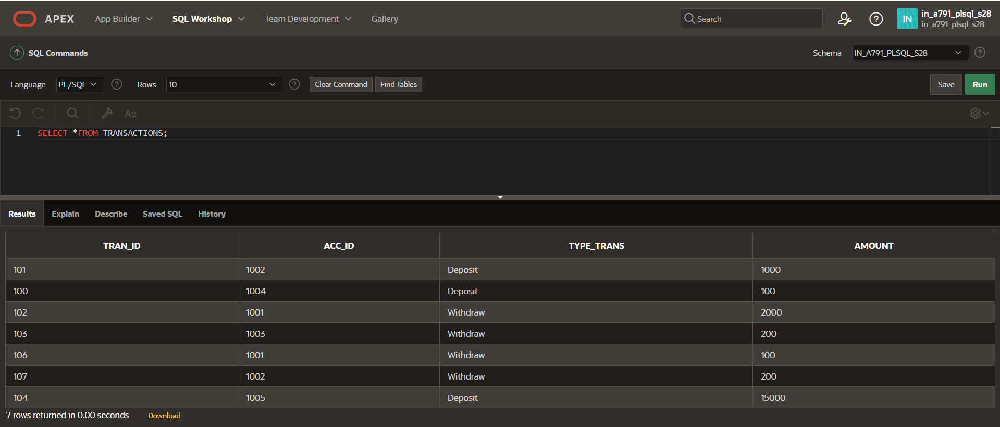 APEX App Builder SQL Workshop Team Development Gallery Search IN in_a791_plsql_s28
in_a791_plsql_s28
SQL Commands Schema IN_A791_PLSQL_S28
Language PL/SQL Rows 10 Clear Command Find Tables Save Run
A::
1 SELECT *FROM TRANSACTIONS;
Results Explain Describe Saved SQL History
TRAN_ID ACC_ID TYPE_TRANS AMOUNT
101 1002 Deposit 1000
100 1004 Deposit 100
102 1001 Withdraw 2000
103 1003 Withdraw 200
106 1001 Withdraw 100
107 1002 Withdraw 200
104 1005 Deposit 15000
7 rows returned in 0.00 seconds Download